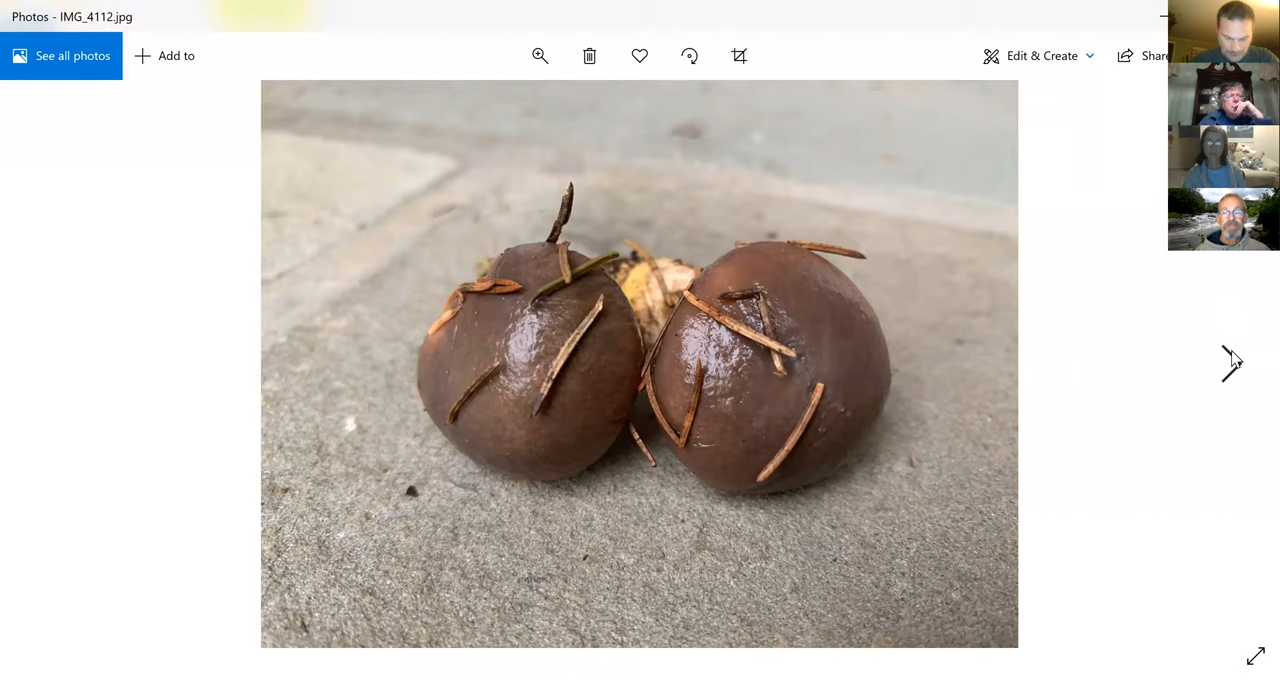 Photos - IMG_4112.jpg
See all photos
Add to
Edit & Create
Share